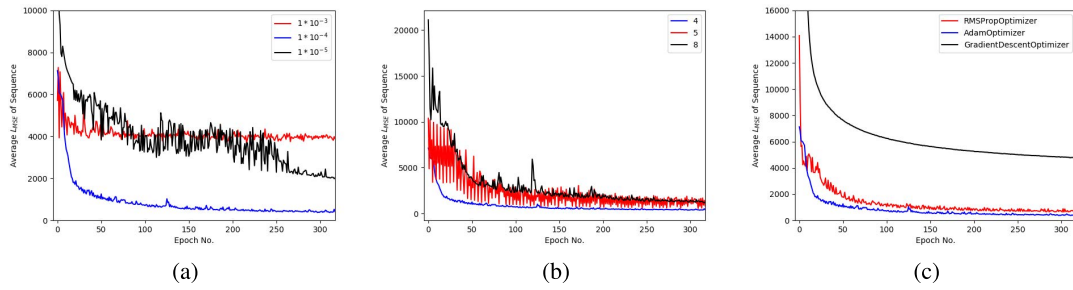 10000
8000
6000
4000
2000
0
0
50
100
150
200
250
300
Average L_MSE of Sequence
Epoch No.
1 * 10⁻³
1 * 10⁻⁴
1 * 10⁻⁵
(a)
20000
15000
10000
5000
0
0
50
100
150
200
250
300
Average L_MSE of Sequence
Epoch No.
4
5
8
(b)
16000
14000
12000
10000
8000
6000
4000
2000
0
0
50
100
150
200
250
300
Average L_MSE of Sequence
Epoch No.
RMSPropOptimizer
AdamOptimizer
GradientDescentOptimizer
(c)